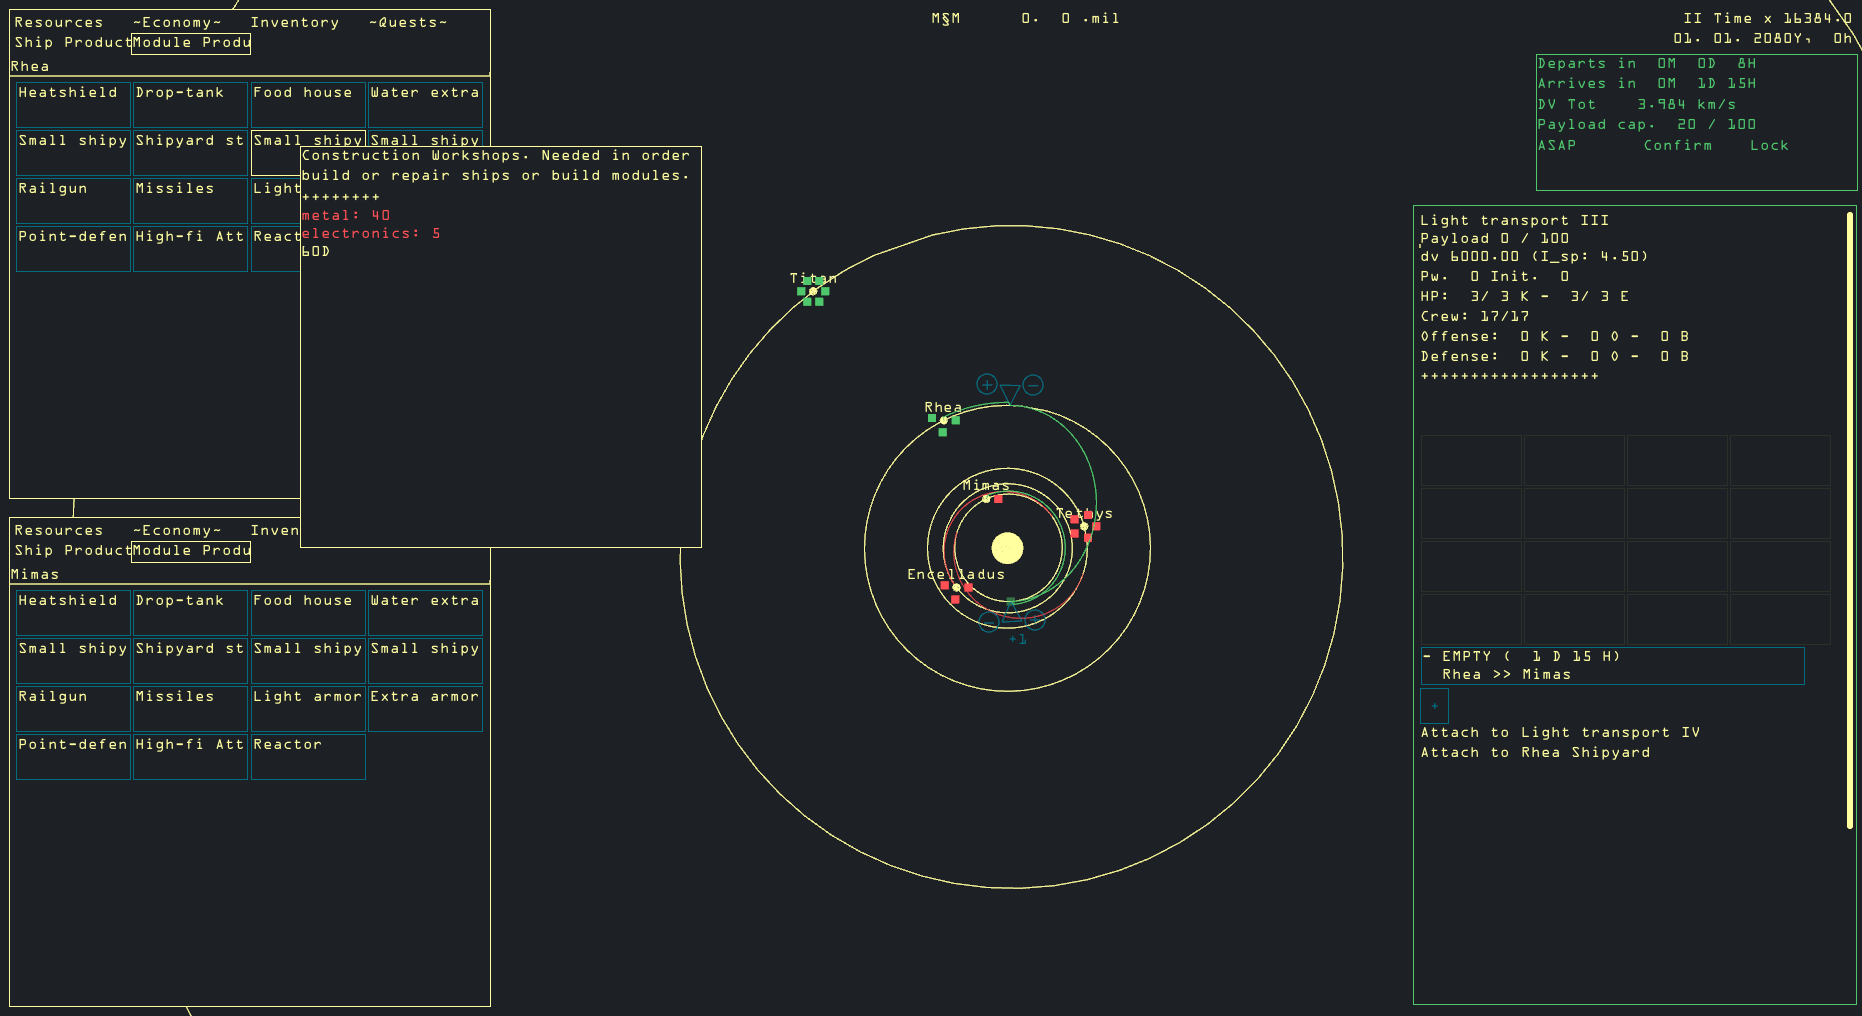 Resources ~Economy~ Inventory ~Quests~
Ship Product Module Produ
Rhea
Heatshield Drop-tank Food house Water extra
Small shipy Shipyard st Small shipy Small shipy
Railgun Missiles Light
Point-defen High-fi Att React
Construction Workshops. Needed in order
build or repair ships or build modules.
++++++++
metal: 40
electronics: 5
60D
Resources ~Economy~ Inven
Ship Product Module Produ
Mimas
Heatshield Drop-tank Food house Water extra
Small shipy Shipyard st Small shipy Small shipy
Railgun Missiles Light armor Extra armor
Point-defen High-fi Att Reactor
M§M 0. 0 .mil
Titan
Rhea
Mimas
Tethys
Encelladus
+1
II Time x 16384.0
01. 01. 2080Y, 0h
Departs in 0M 0D 8H
Arrives in 0M 1D 15H
DV Tot 3.984 km/s
Payload cap. 20 / 100
ASAP Confirm Lock
Light transport III
Payload 0 / 100
dv 6000.00 (I_sp: 4.50)
Pw. 0 Init. 0
HP: 3/ 3 K - 3/ 3 E
Crew: 17/17
Offense: 0 K - 0 O - 0 B
Defense: 0 K - 0 O - 0 B
++++++++++++++++++
- EMPTY ( 1 D 15 H)
Rhea >> Mimas
+
Attach to Light transport IV
Attach to Rhea Shipyard